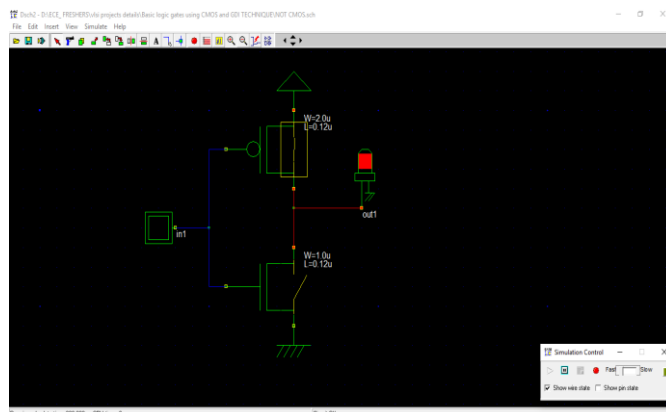 Dsch2 - D:\ECE_FRESHERS\vlsi projects details\Basic logic gates using CMOS and GDI TECHNIQUE\NOT CMOS.sch
File Edit Insert View Simulate Help
W=2.0u
L=0.12u
in1
out1
W=1.0u
L=0.12u
Simulation Control
Fast Slow
Show wire state Show pin state